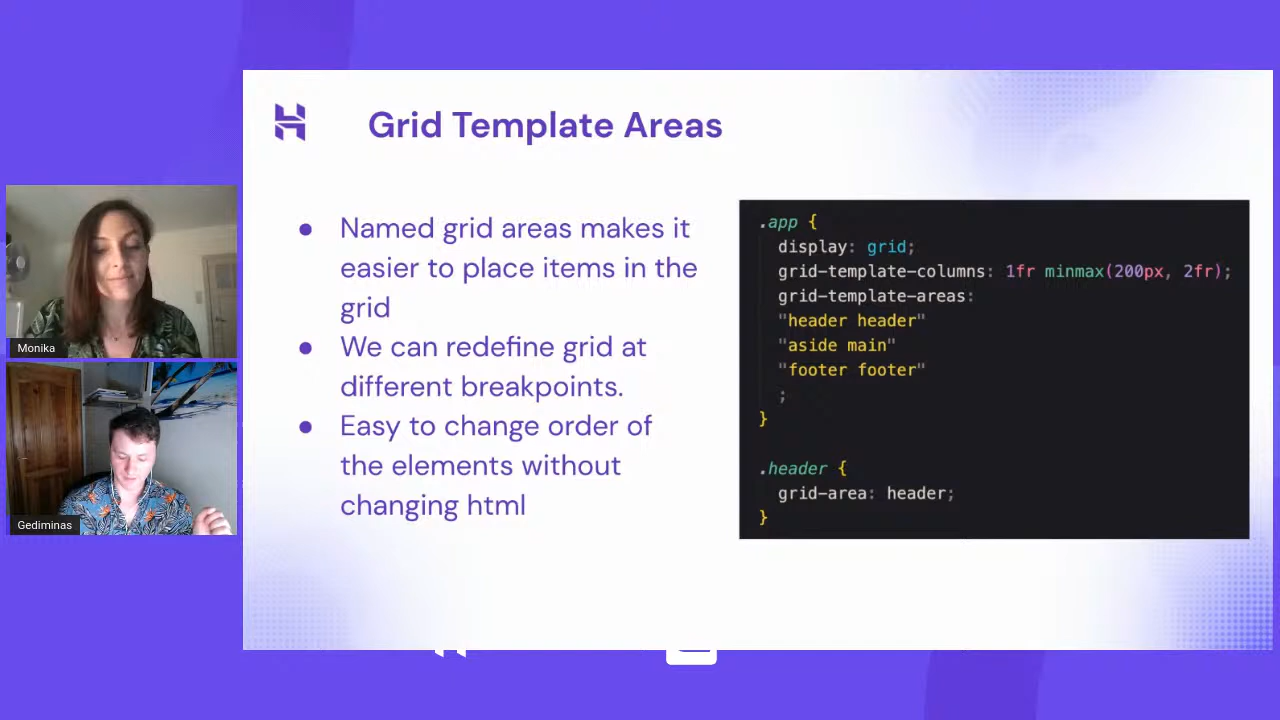 Grid Template Areas
● Named grid areas makes it
easier to place items in the
grid
● We can redefine grid at
different breakpoints.
● Easy to change order of
the elements without
changing html
.app {
display: grid;
grid-template-columns: 1fr minmax(200px, 2fr);
grid-template-areas:
"header header"
"aside main"
"footer footer"
;
}
.header {
grid-area: header;
}
Monika
Gediminas